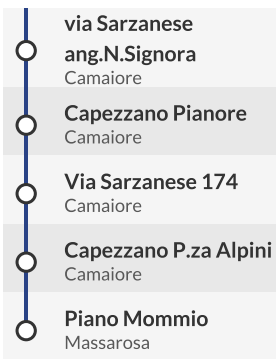 via Sarzanese
ang.N.Signora
Camaiore
Capezzano Pianore
Camaiore
Via Sarzanese 174
Camaiore
Capezzano P.za Alpini
Camaiore
Piano Mommio
Massarosa